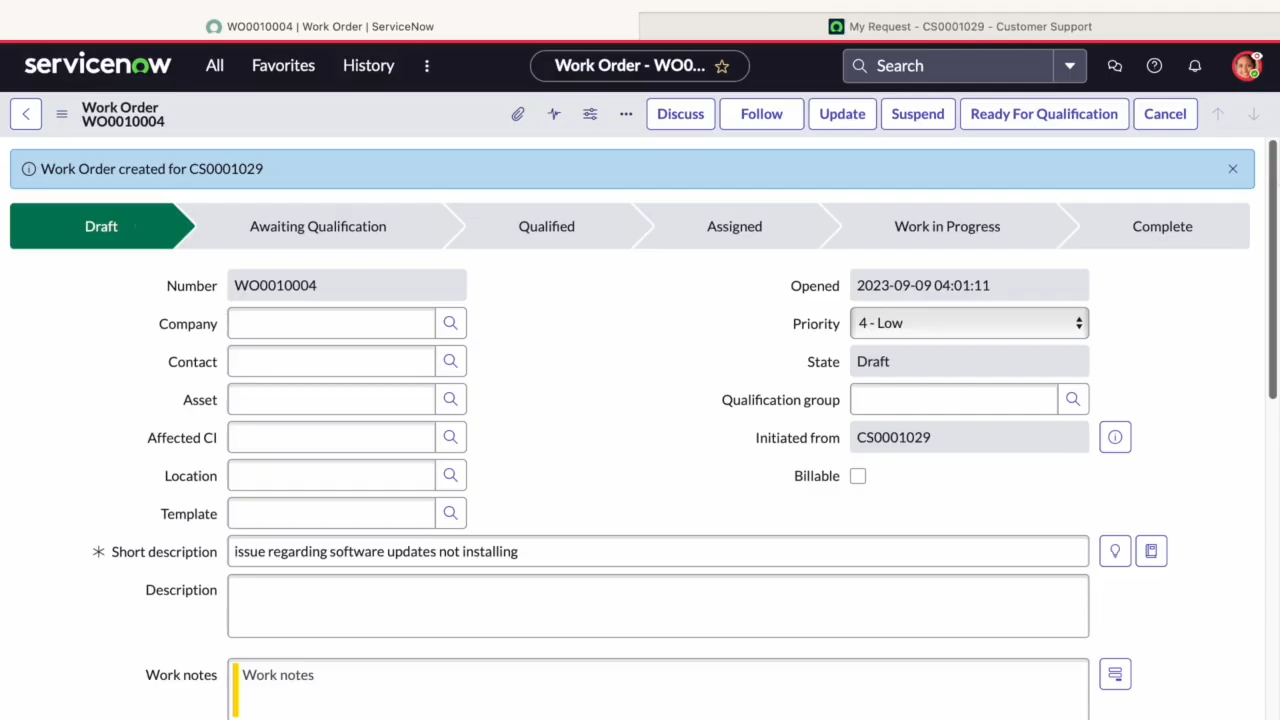 WO0010004 | Work Order | ServiceNow
My Request - CS0001029 - Customer Support
servicenow
All
Favorites
History
Work Order - WO0...
Search
Work Order
WO0010004
Discuss
Follow
Update
Suspend
Ready For Qualification
Cancel
Work Order created for CS0001029
Draft
Awaiting Qualification
Qualified
Assigned
Work in Progress
Complete
Number
WO0010004
Opened
2023-09-09 04:01:11
Company
Priority
4 - Low
Contact
State
Draft
Asset
Qualification group
Affected CI
Initiated from
CS0001029
Location
Billable
Template
Short description
issue regarding software updates not installing
Description
Work notes
Work notes